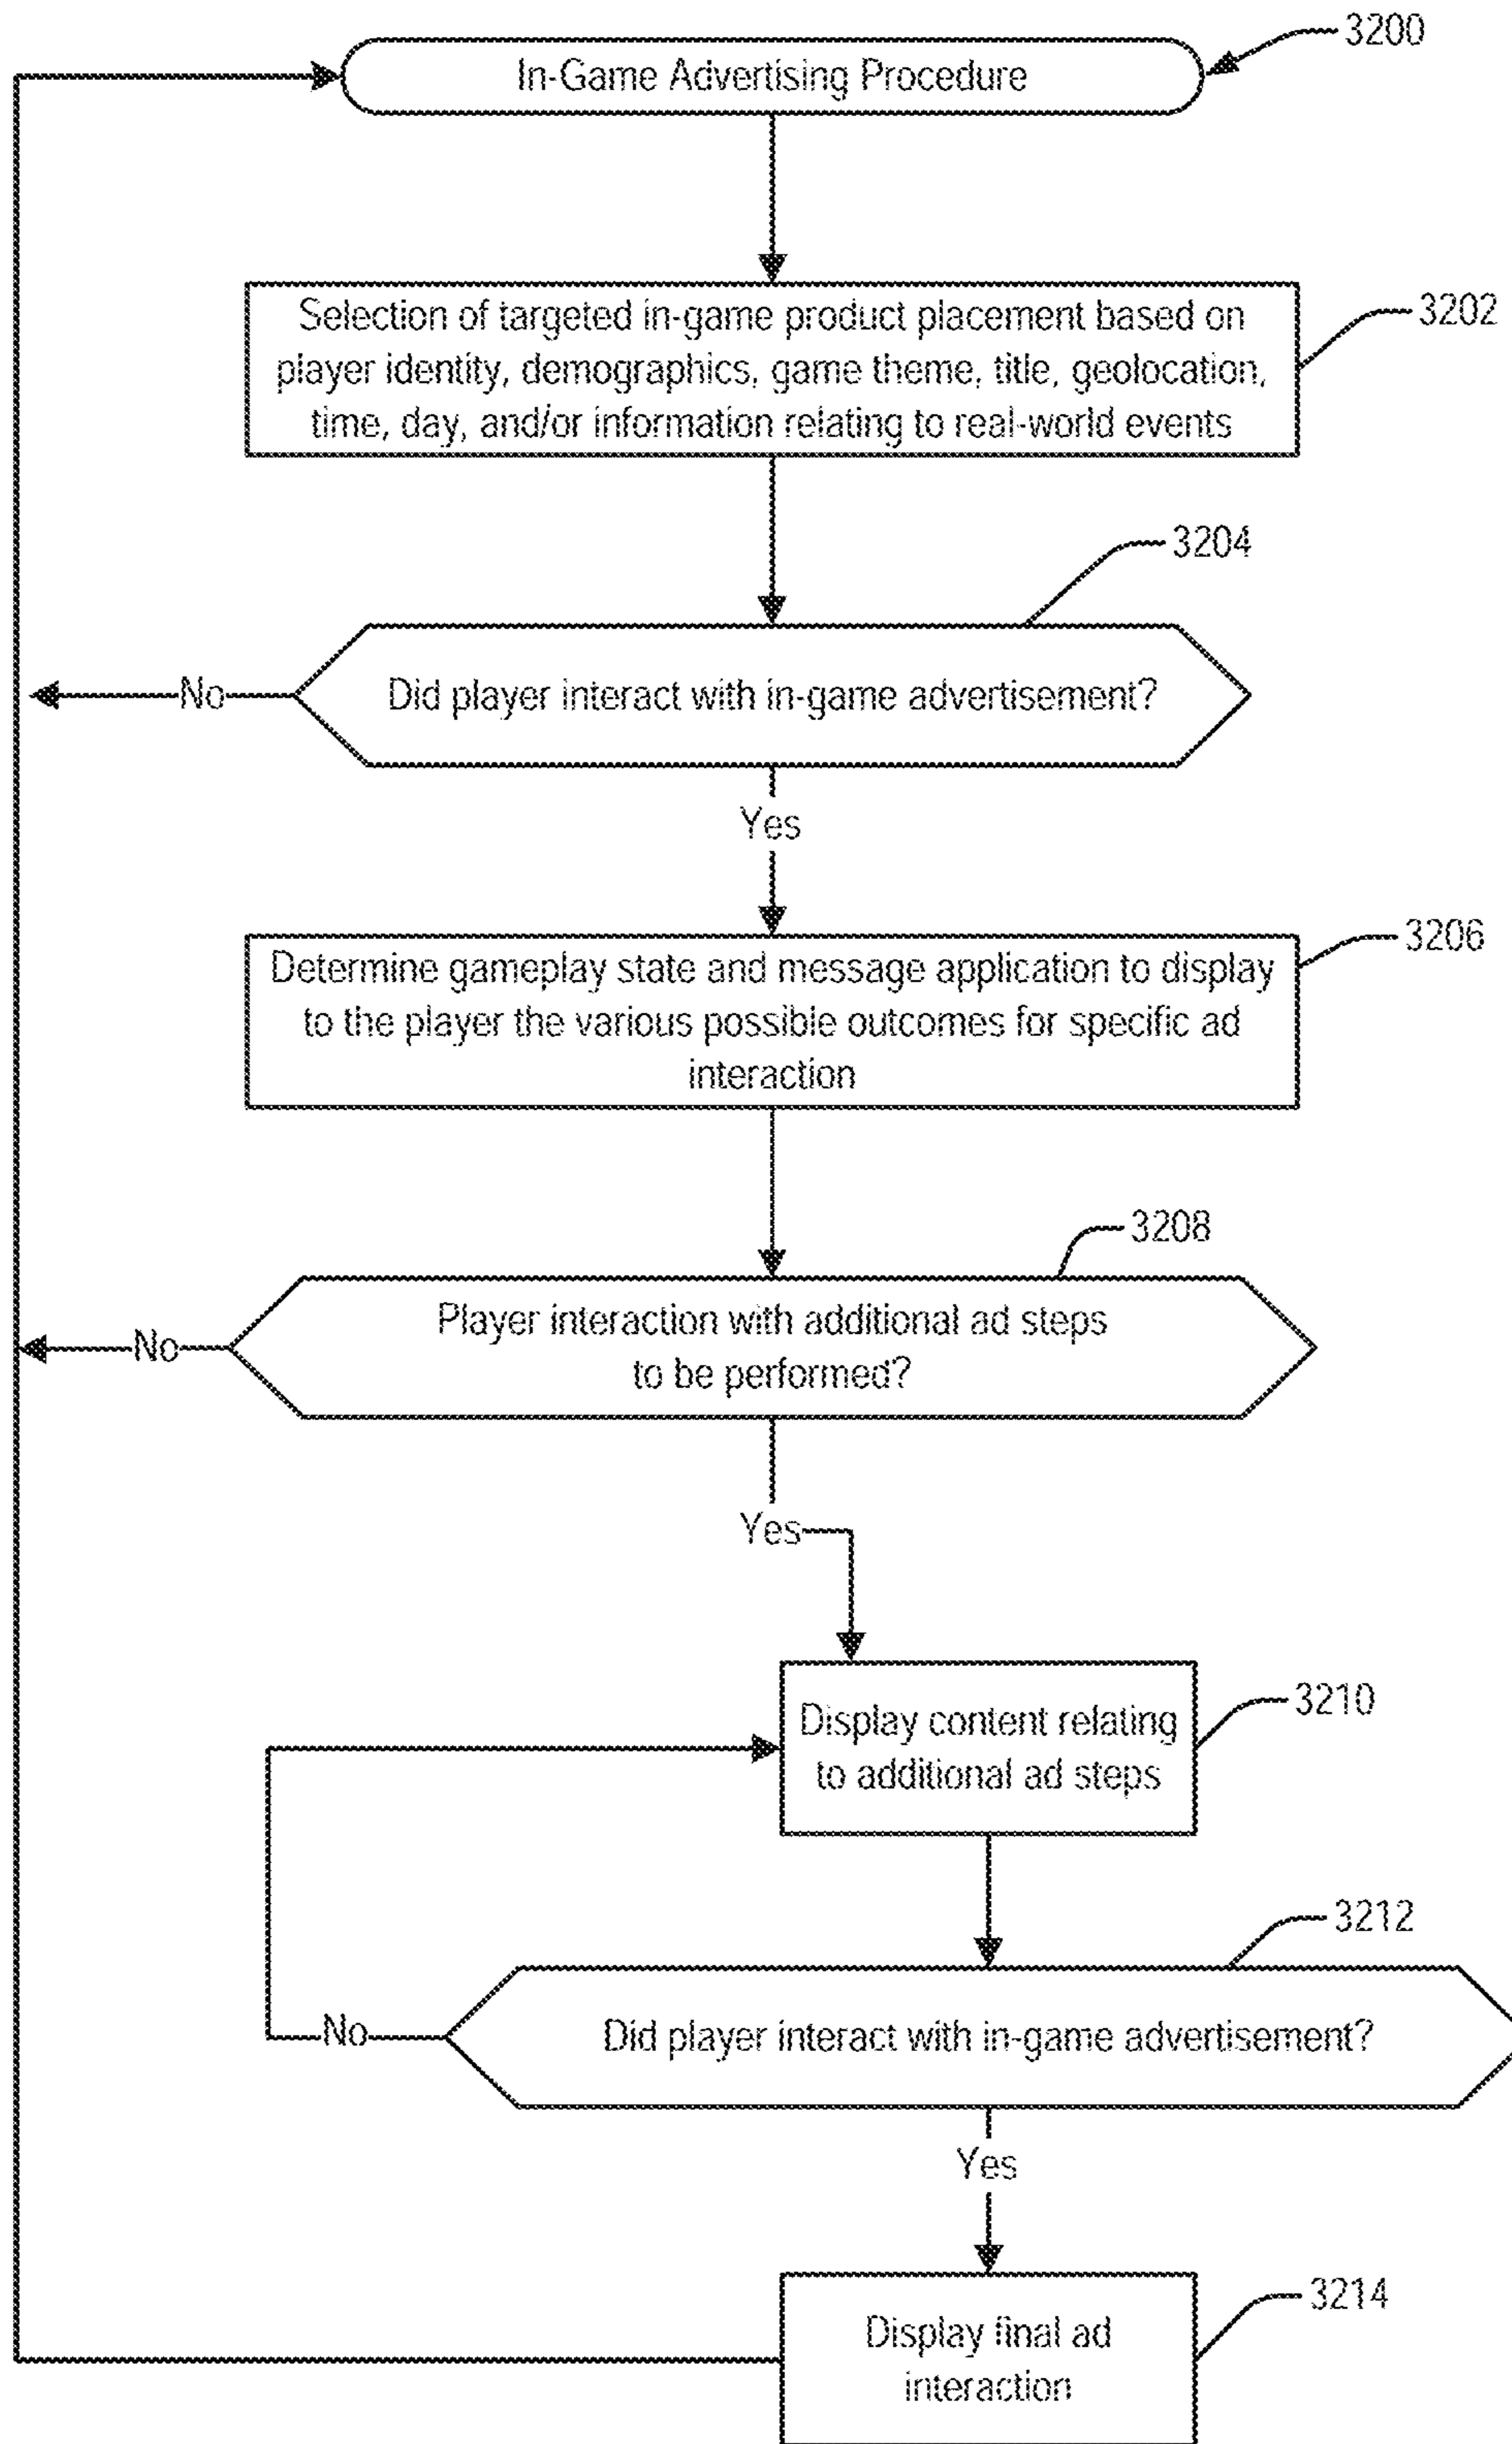 3200
In-Game Advertising Procedure
Selection of targeted in-game product placement based on
player identity, demographics, game theme, title, geolocation,
time, day, and/or information relating to real-world events
3202
3204
Did player interact with in-game advertisement?
No
Yes
3206
Determine gameplay state and message application to display
to the player the various possible outcomes for specific ad
interaction
3208
Player interaction with additional ad steps
to be performed?
No
Yes
3210
Display content relating
to additional ad steps
3212
Did player interact with in-game advertisement?
No
Yes
3214
Display final ad
interaction